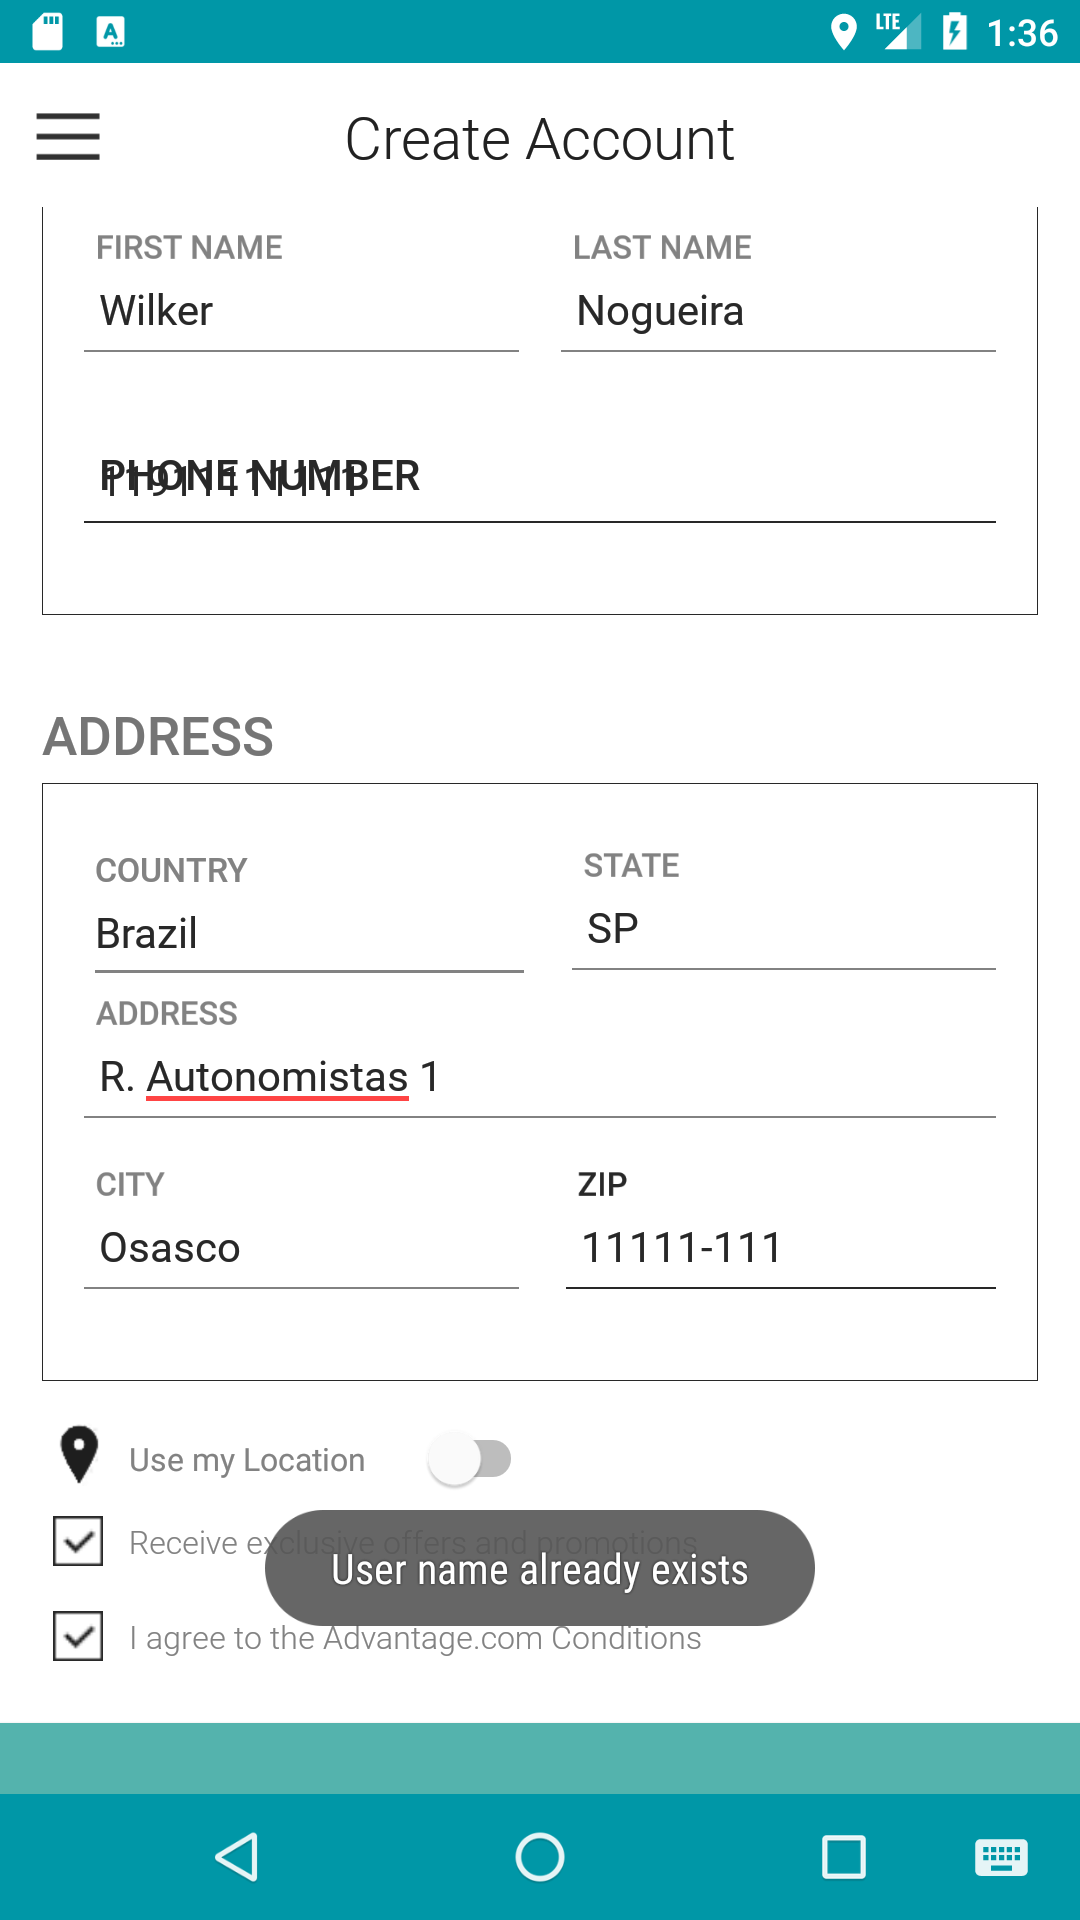 LTE 1:36
Create Account
FIRST NAME LAST NAME
Wilker Nogueira
PHONE NUMBER
ADDRESS
COUNTRY STATE
Brazil SP
ADDRESS
R. Autonomistas 1
CITY ZIP
Osasco 11111-111
Use my Location
Receive exclusive offers and promotions
User name already exists
I agree to the Advantage.com Conditions